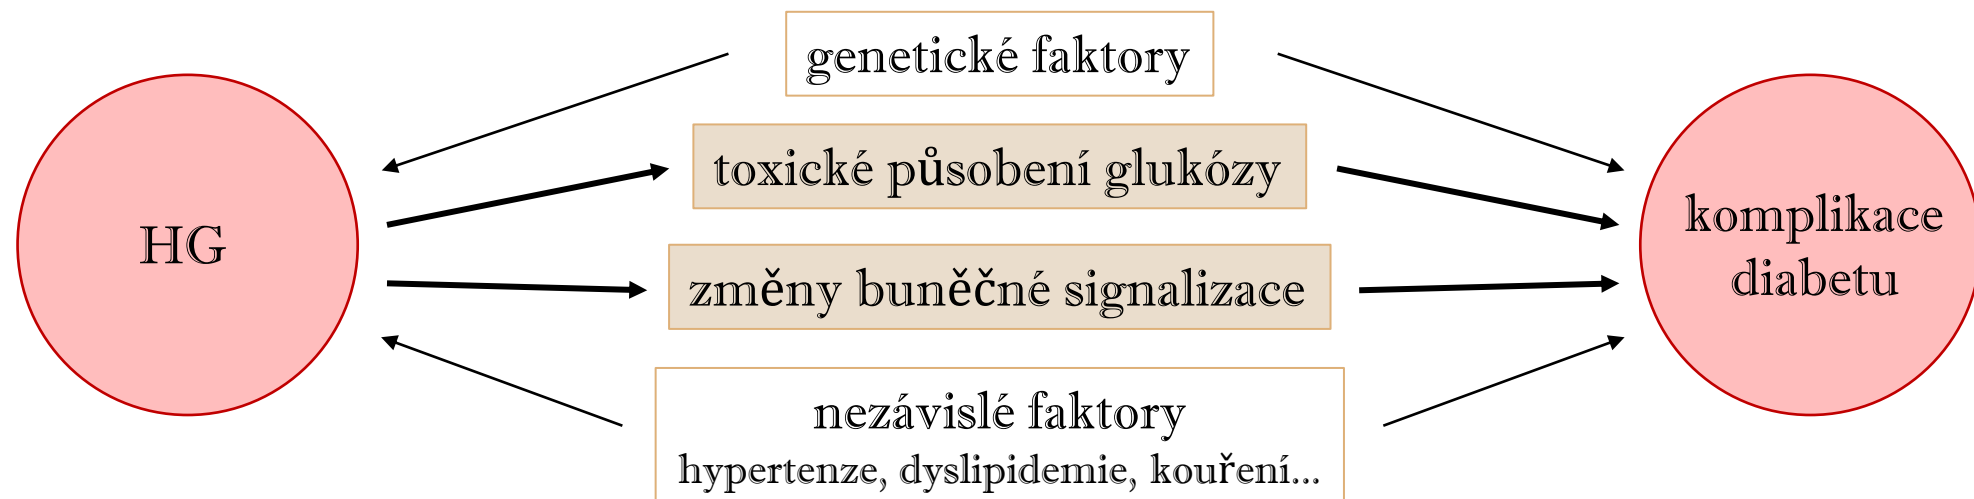 genetické faktory
toxické působení glukózy
HG
změny buněčné signalizace
komplikace
diabetu
nezávislé faktory
hypertenze, dyslipidemie, kouření...